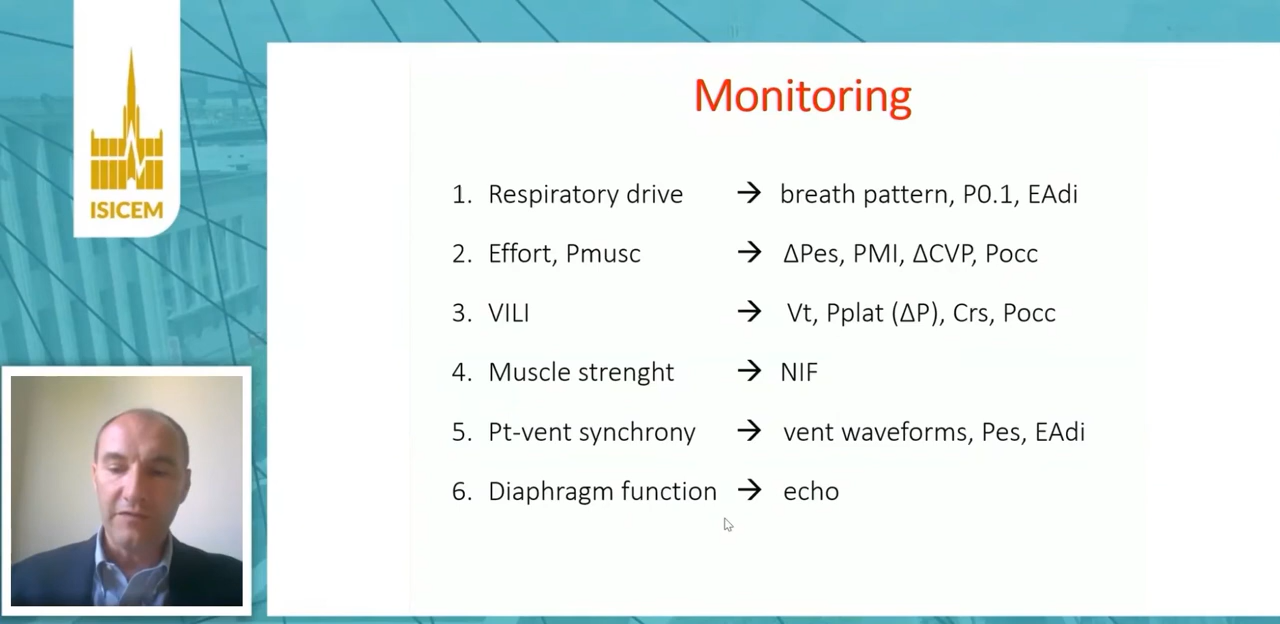 ISICEM
Monitoring
1. Respiratory drive → breath pattern, P0.1, EAdi
2. Effort, Pmusc → ΔPes, PMI, ΔCVP, Pocc
3. VILI → Vt, Pplat (ΔP), Crs, Pocc
4. Muscle strenght → NIF
5. Pt-vent synchrony → vent waveforms, Pes, EAdi
6. Diaphragm function → echo